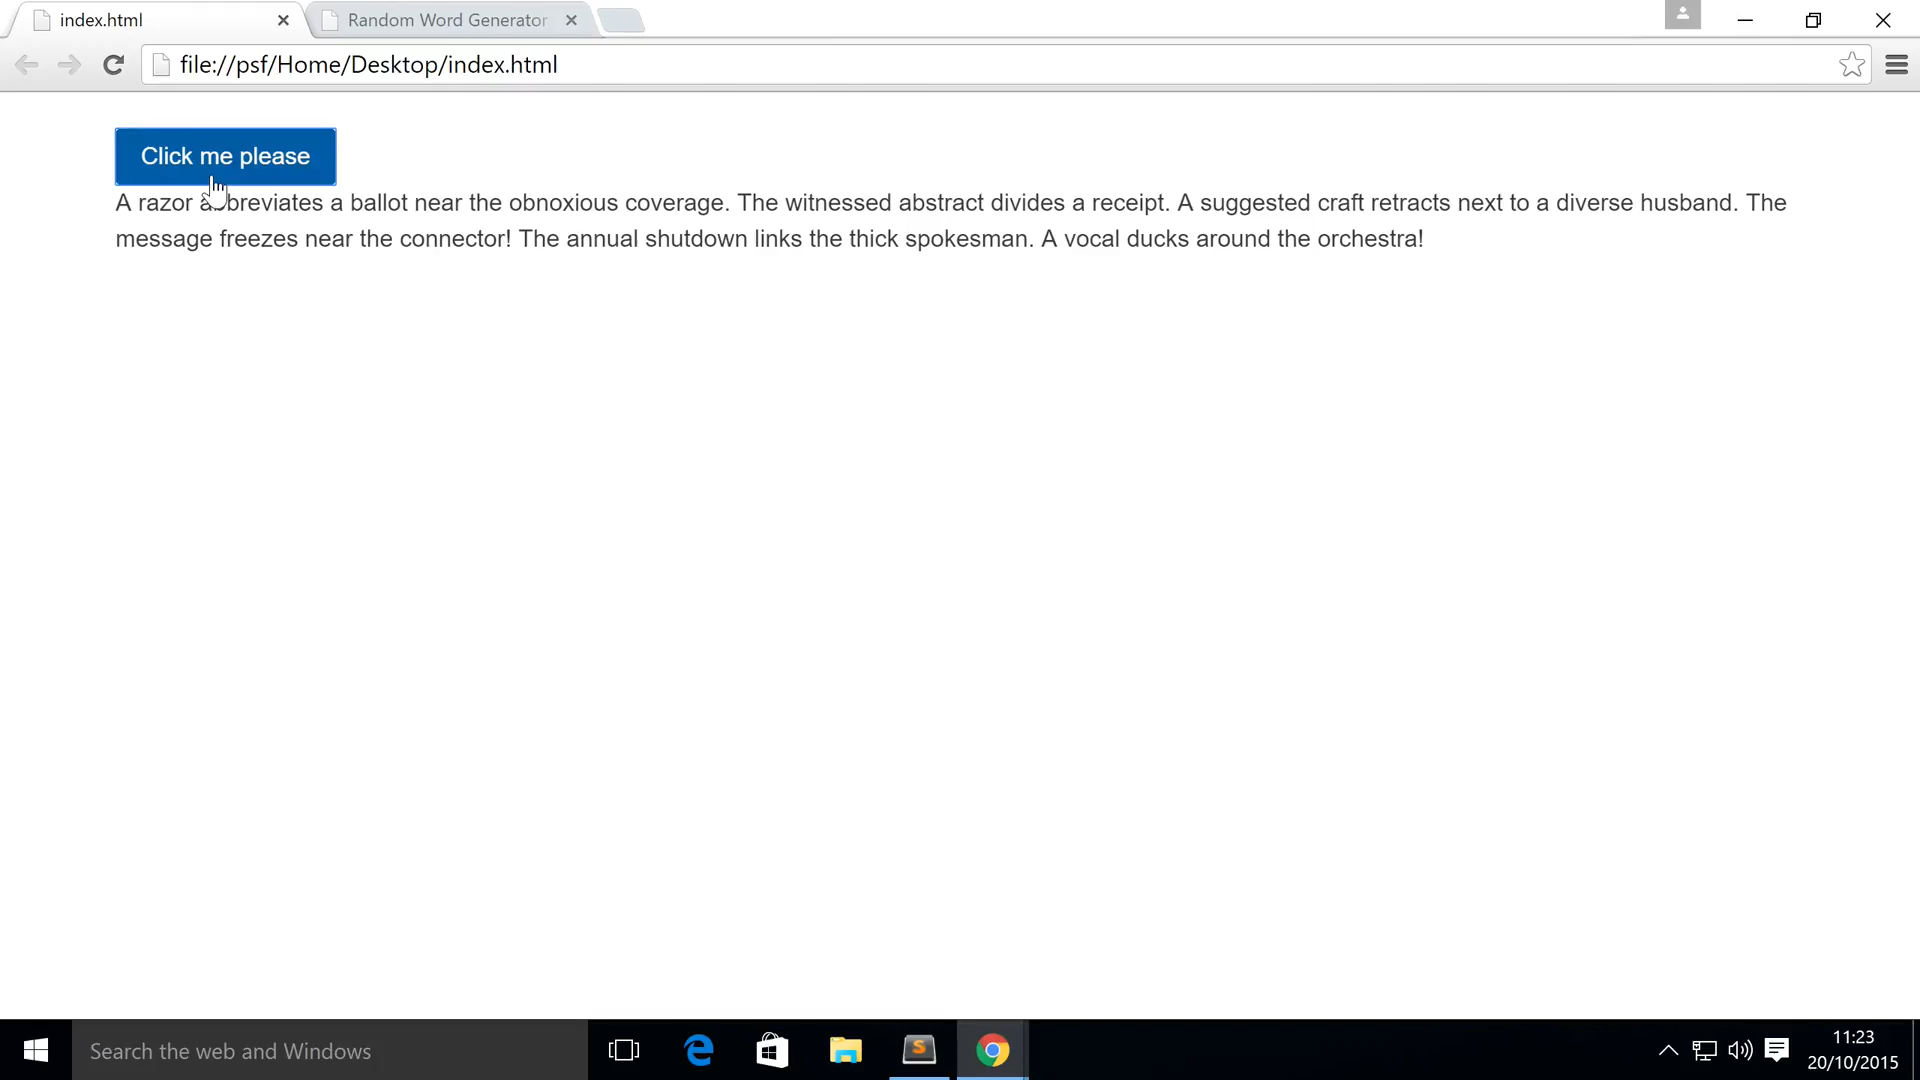 index.html
Random Word Generator
file://psf/Home/Desktop/index.html
Click me please
A razor abbreviates a ballot near the obnoxious coverage. The witnessed abstract divides a receipt. A suggested craft retracts next to a diverse husband. The
message freezes near the connector! The annual shutdown links the thick spokesman. A vocal ducks around the orchestra!
Search the web and Windows
11:23
20/10/2015